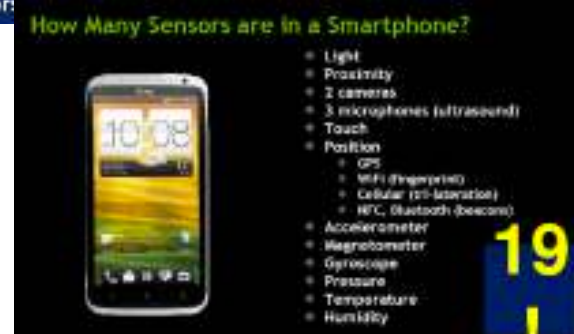 ors
How Many Sensors are in a Smartphone?
Light
Proximity
2 cameras
3 microphones (ultrasound)
Touch
Position
GPS
WiFi (fingerprint)
Cellular (tri-lateration)
NFC, Bluetooth (beacons)
Accelerometer
Magnetometer
Gyroscope
Pressure
Temperature
Humidity
10 08
19